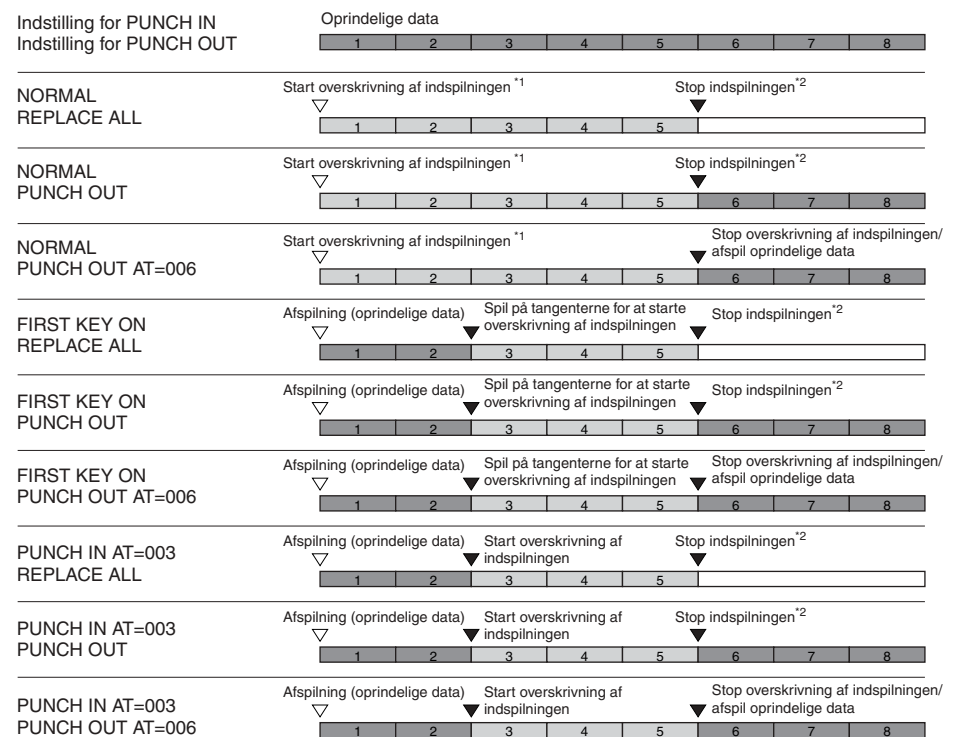 Indstilling for PUNCH IN
Indstilling for PUNCH OUT
Oprindelige data
1 2 3 4 5 6 7 8
NORMAL
REPLACE ALL
Start overskrivning af indspilningen *1
Stop indspilningen*2
1 2 3 4 5
NORMAL
PUNCH OUT
Start overskrivning af indspilningen *1
Stop indspilningen*2
1 2 3 4 5 6 7 8
NORMAL
PUNCH OUT AT=006
Start overskrivning af indspilningen *1
Stop overskrivning af indspilningen/
afspil oprindelige data
1 2 3 4 5 6 7 8
FIRST KEY ON
REPLACE ALL
Afspilning (oprindelige data)
Spil på tangenterne for at starte
overskrivning af indspilningen
Stop indspilningen*2
1 2 3 4 5
FIRST KEY ON
PUNCH OUT
Afspilning (oprindelige data)
Spil på tangenterne for at starte
overskrivning af indspilningen
Stop indspilningen*2
1 2 3 4 5 6 7 8
FIRST KEY ON
PUNCH OUT AT=006
Afspilning (oprindelige data)
Spil på tangenterne for at starte
overskrivning af indspilningen
Stop overskrivning af indspilningen/
afspil oprindelige data
1 2 3 4 5 6 7 8
PUNCH IN AT=003
REPLACE ALL
Afspilning (oprindelige data)
Start overskrivning af
indspilningen
Stop indspilningen*2
1 2 3 4 5
PUNCH IN AT=003
PUNCH OUT
Afspilning (oprindelige data)
Start overskrivning af
indspilningen
Stop indspilningen*2
1 2 3 4 5 6 7 8
PUNCH IN AT=003
PUNCH OUT AT=006
Afspilning (oprindelige data)
Start overskrivning af
indspilningen
Stop overskrivning af indspilningen/
afspil oprindelige data
1 2 3 4 5 6 7 8